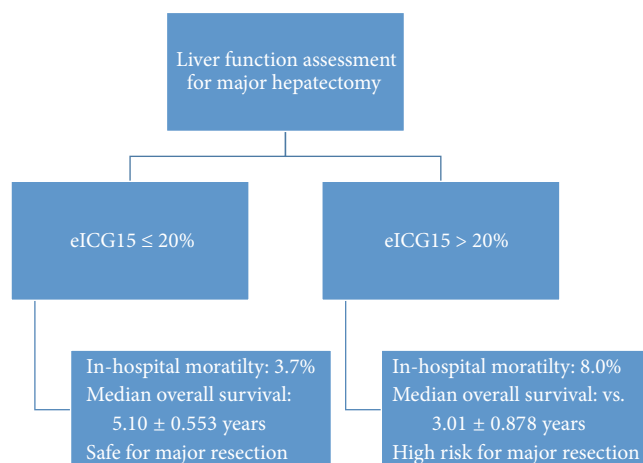 Liver function assessment
for major hepatectomy
eICG15 ≤ 20%
eICG15 > 20%
In-hospital moratilty: 3.7%
Median overall survival:
5.10 ± 0.553 years
Safe for major resection
In-hospital moratilty: 8.0%
Median overall survival: vs.
3.01 ± 0.878 years
High risk for major resection